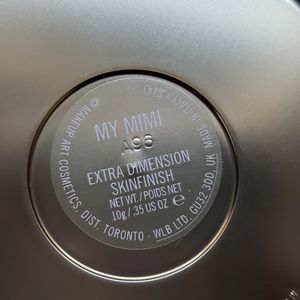 MY MIMI
A96
EXTRA DIMENSION
SKINFINISH
NET WT./POIDS NET
10g / .35 US OZ e
© MAKEUP ART COSMETICS, DIST. TORONTO - WLB LTD. GU32 3DD, UK MADE IN ITALY